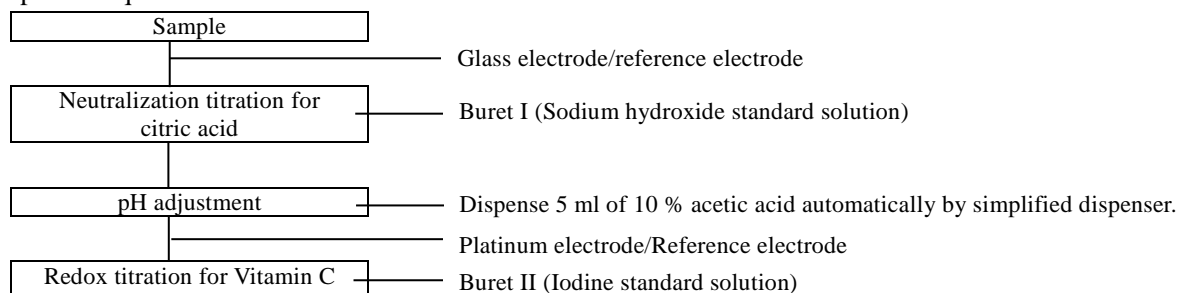 Sample
Glass electrode/reference electrode
Neutralization titration for
citric acid
Buret I (Sodium hydroxide standard solution)
pH adjustment
Dispense 5 ml of 10 % acetic acid automatically by simplified dispenser.
Platinum electrode/Reference electrode
Redox titration for Vitamin C
Buret II (Iodine standard solution)